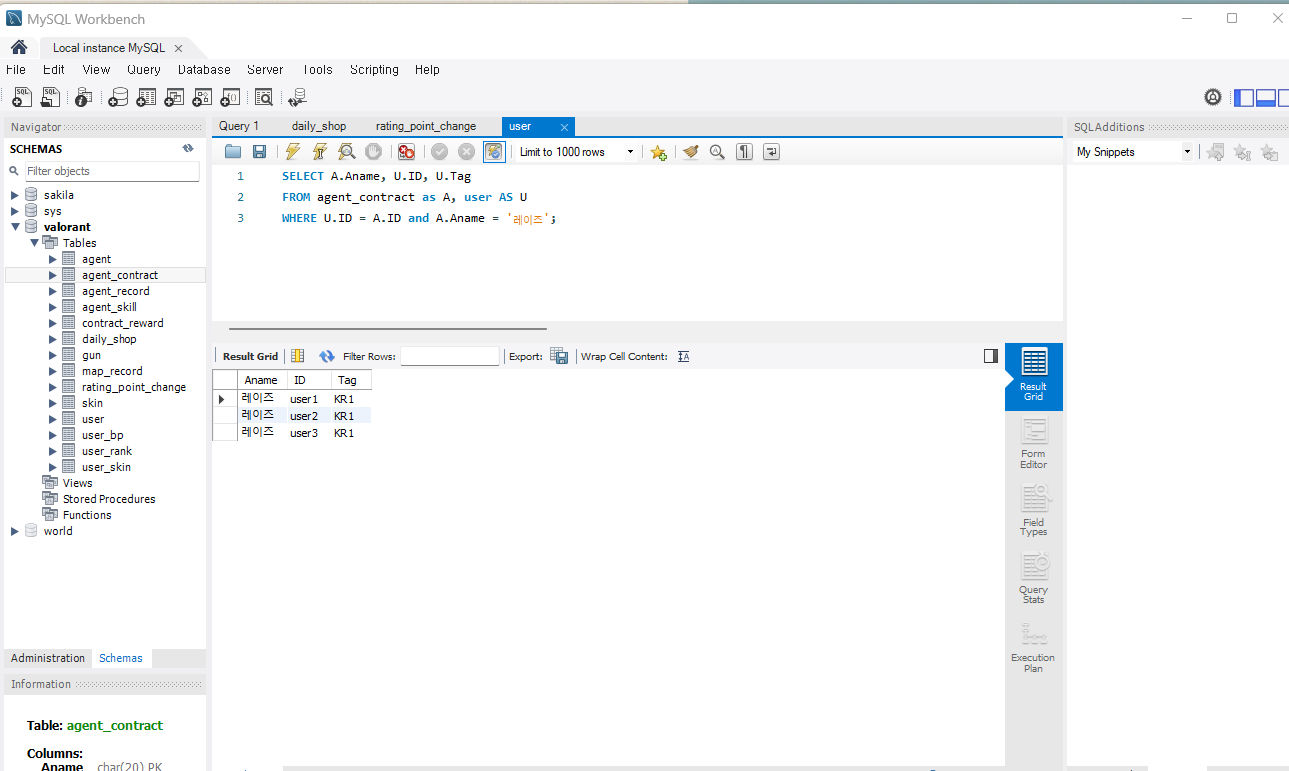 MySQL Workbench
Local instance MySQL
File Edit View Query Database Server Tools Scripting Help
Navigator
SCHEMAS
Filter objects
sakila
sys
valorant
Tables
agent
agent_contract
agent_record
agent_skill
contract_reward
daily_shop
gun
map_record
rating_point_change
skin
user
user_bp
user_rank
user_skin
Views
Stored Procedures
Functions
world
Administration Schemas
Information
Table: agent_contract
Columns:
Aname char(20) PK
Query 1 daily_shop rating_point_change user
Limit to 1000 rows
1 SELECT A.Aname, U.ID, U.Tag
2 FROM agent_contract as A, user AS U
3 WHERE U.ID = A.ID and A.Aname = '레이즈';
Result Grid Filter Rows: Export: Wrap Cell Content:
Aname ID Tag
레이즈 user1 KR1
레이즈 user2 KR1
레이즈 user3 KR1
Result
Grid
Form
Editor
Field
Types
Query
Stats
Execution
Plan
SQLAdditions
My Snippets